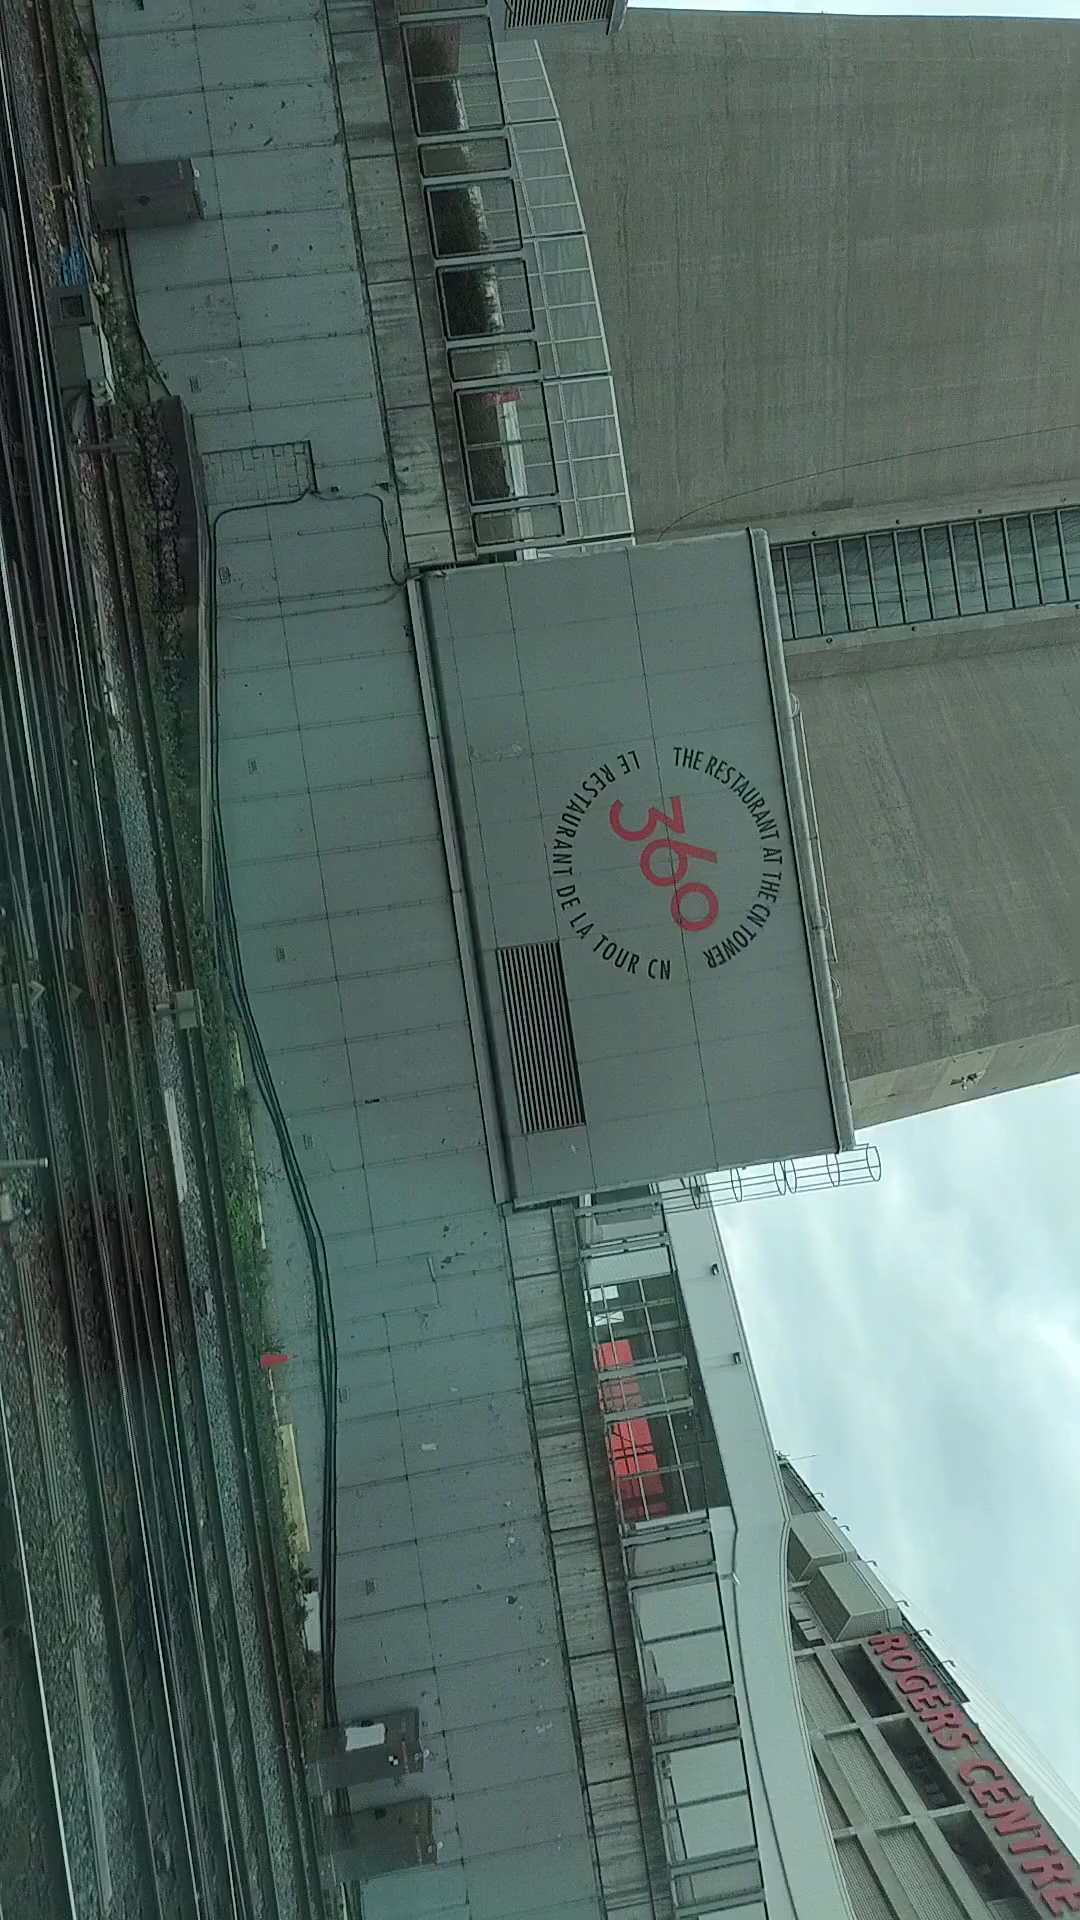 THE RESTAURANT AT THE CN TOWER
360
LE RESTAURANT DE LA TOUR CN
ROGERS CENTRE